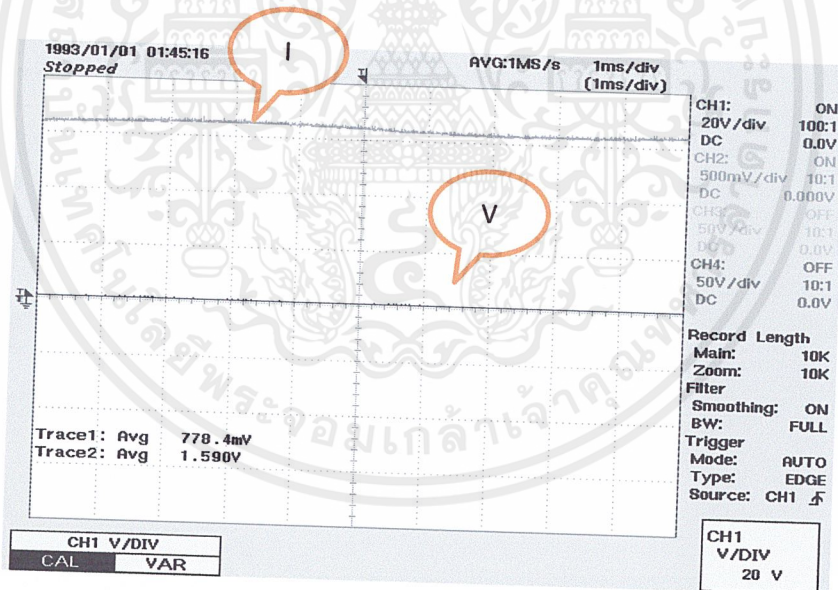 1993/01/01 01:45:16
Stopped
I
AVG:1MS/s 1ms/div
(1ms/div)
CH1: ON
20V/div 100:1
DC 0.0V
CH2: ON
500mV/div 10:1
DC 0.000V
CH3: OFF
50V/div 10:1
DC 0.0V
CH4: OFF
50V/div 10:1
DC 0.0V
V
Record Length
Main: 10K
Zoom: 10K
Filter
Smoothing: ON
BW: FULL
Trigger
Mode: AUTO
Type: EDGE
Source: CH1
Trace1: Avg 778.4mV
Trace2: Avg 1.590V
CH1 V/DIV
CAL VAR
CH1
V/DIV
20 V